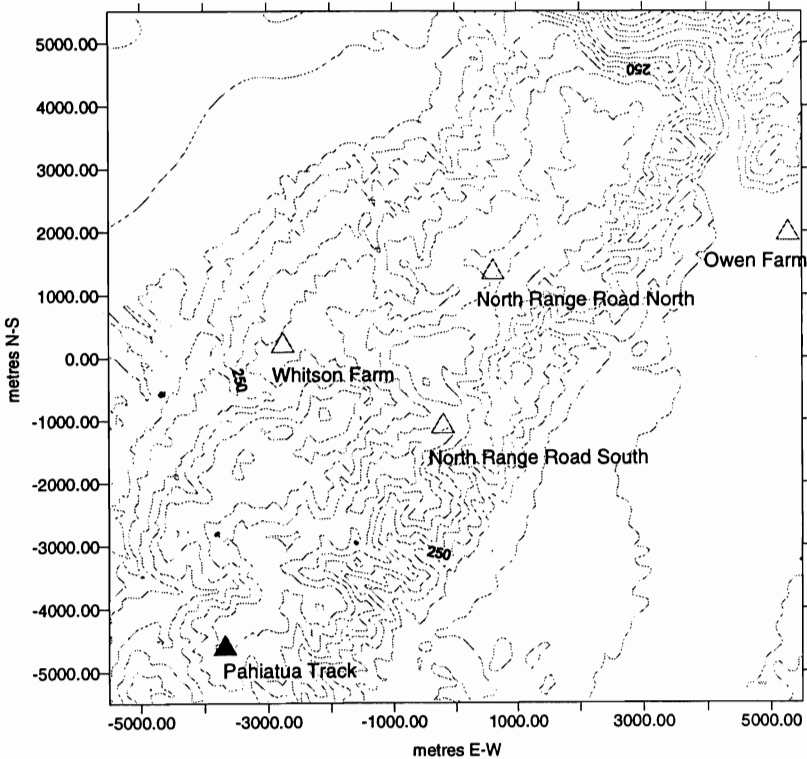 5000.00
250
4000.00
3000.00
2000.00
Owen Farm
1000.00
North Range Road North
0.00
Whitson Farm
250
-1000.00
North Range Road South
-2000.00
-3000.00
250
-4000.00
-5000.00
Pahiatua Track
metres N-S
-5000.00 -3000.00 -1000.00 1000.00 3000.00 5000.00
metres E-W